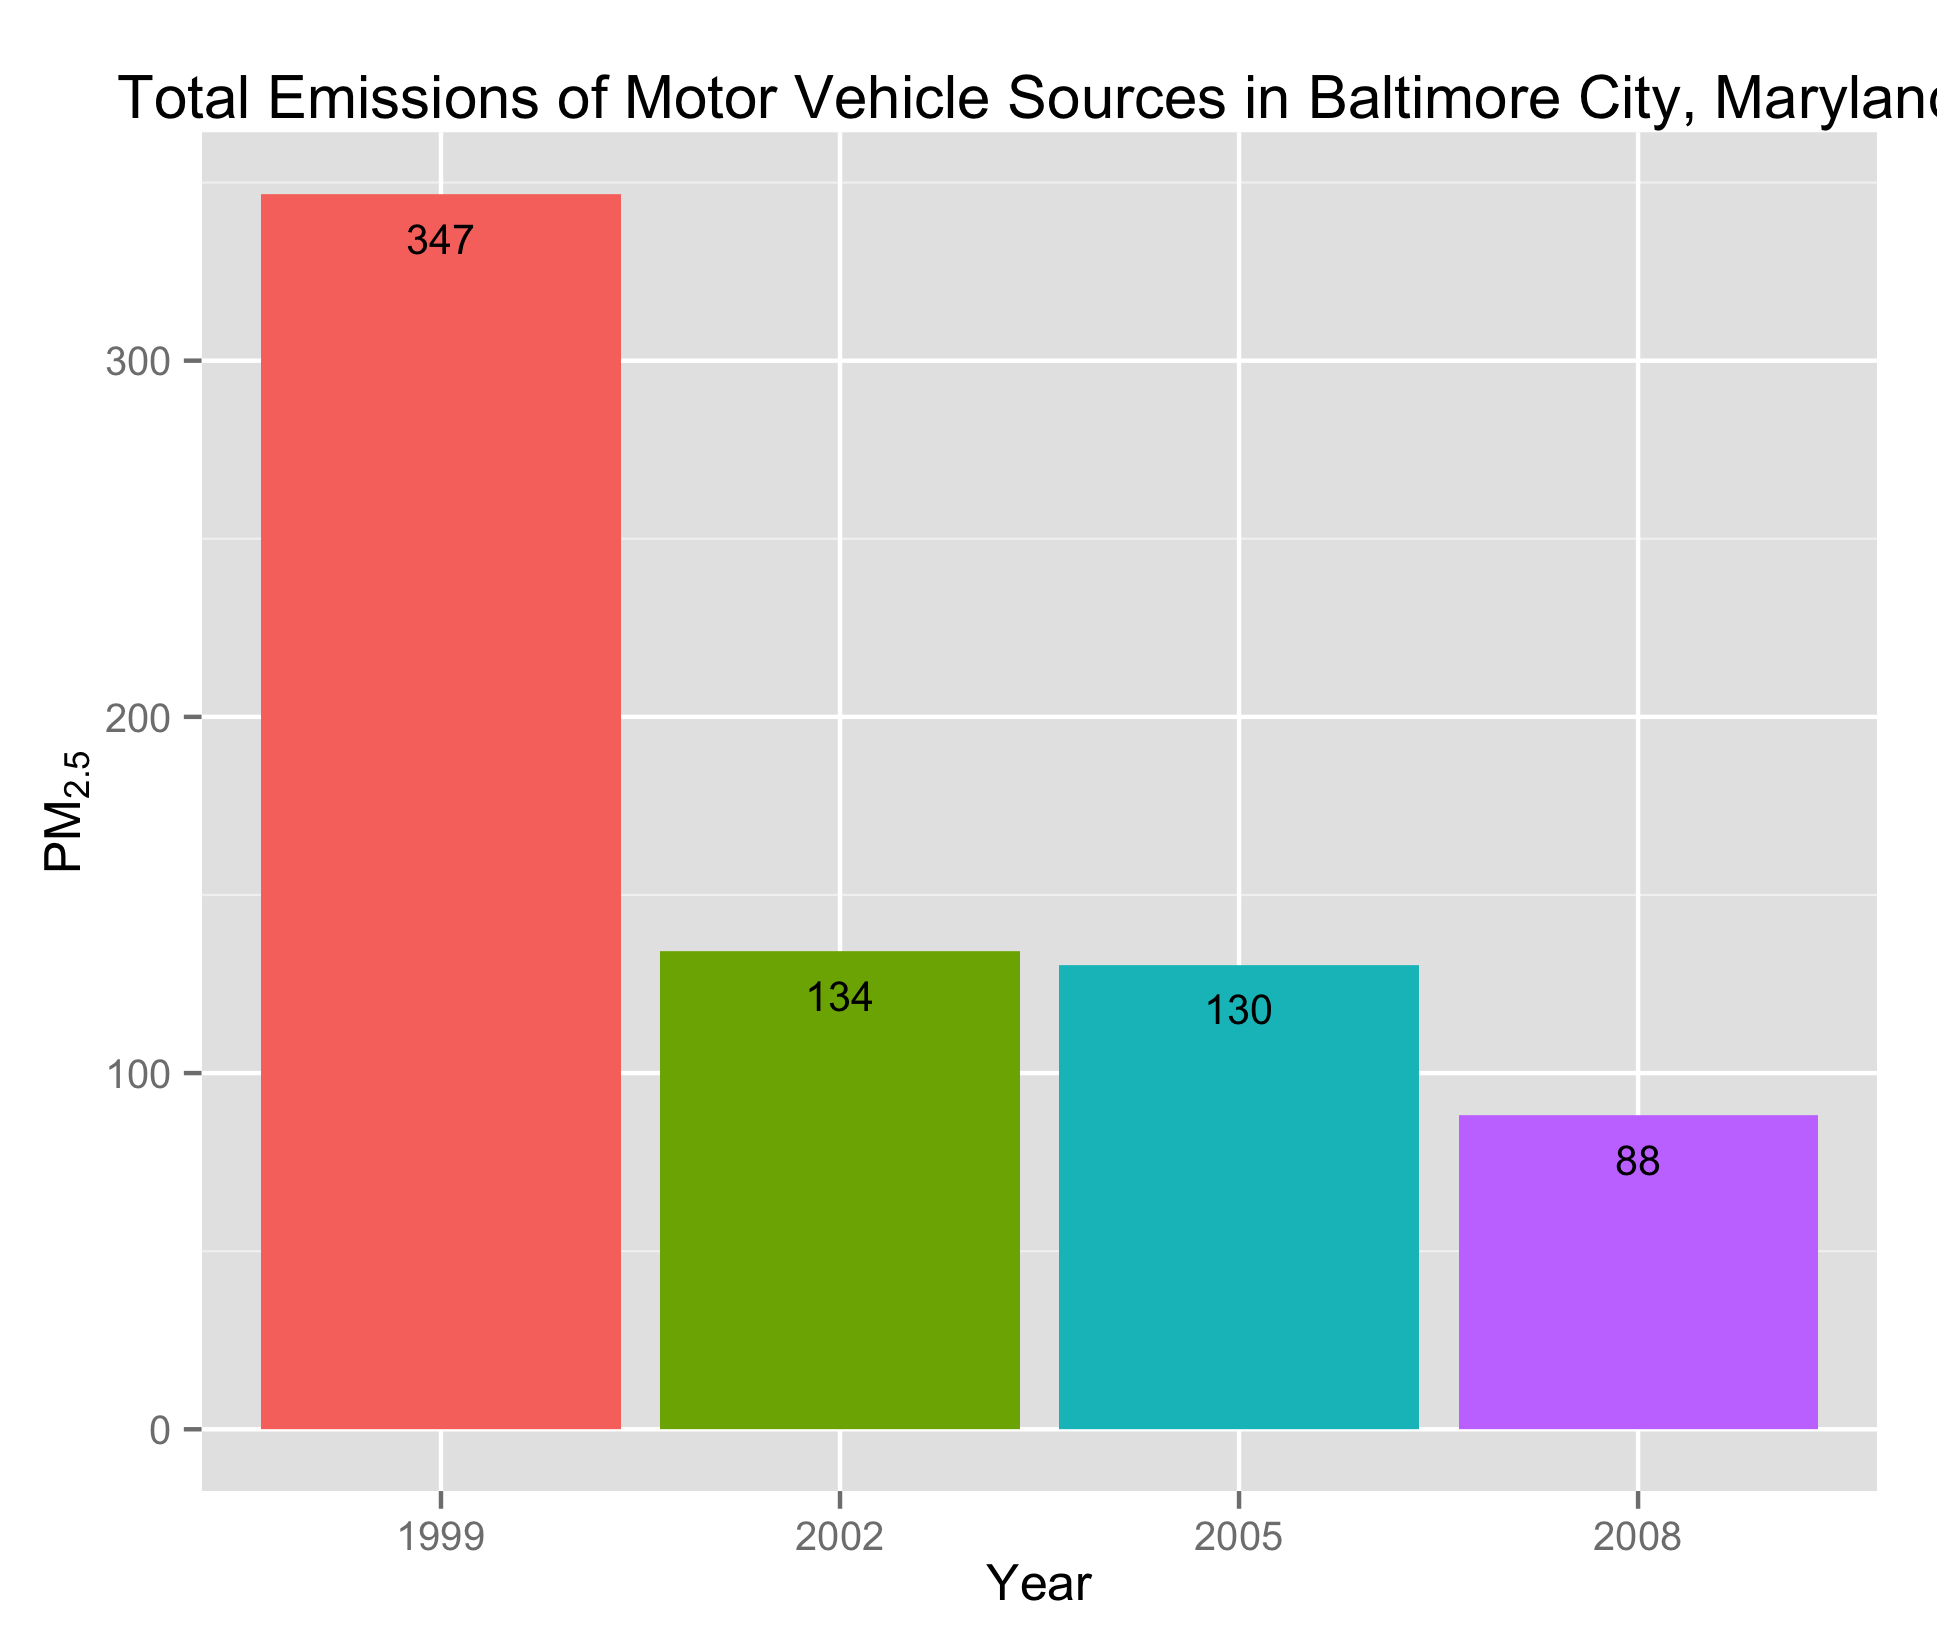 Total Emissions of Motor Vehicle Sources in Baltimore City, Maryland
347
300
200
PM2.5
134
130
100
88
0
1999 2002 2005 2008
Year